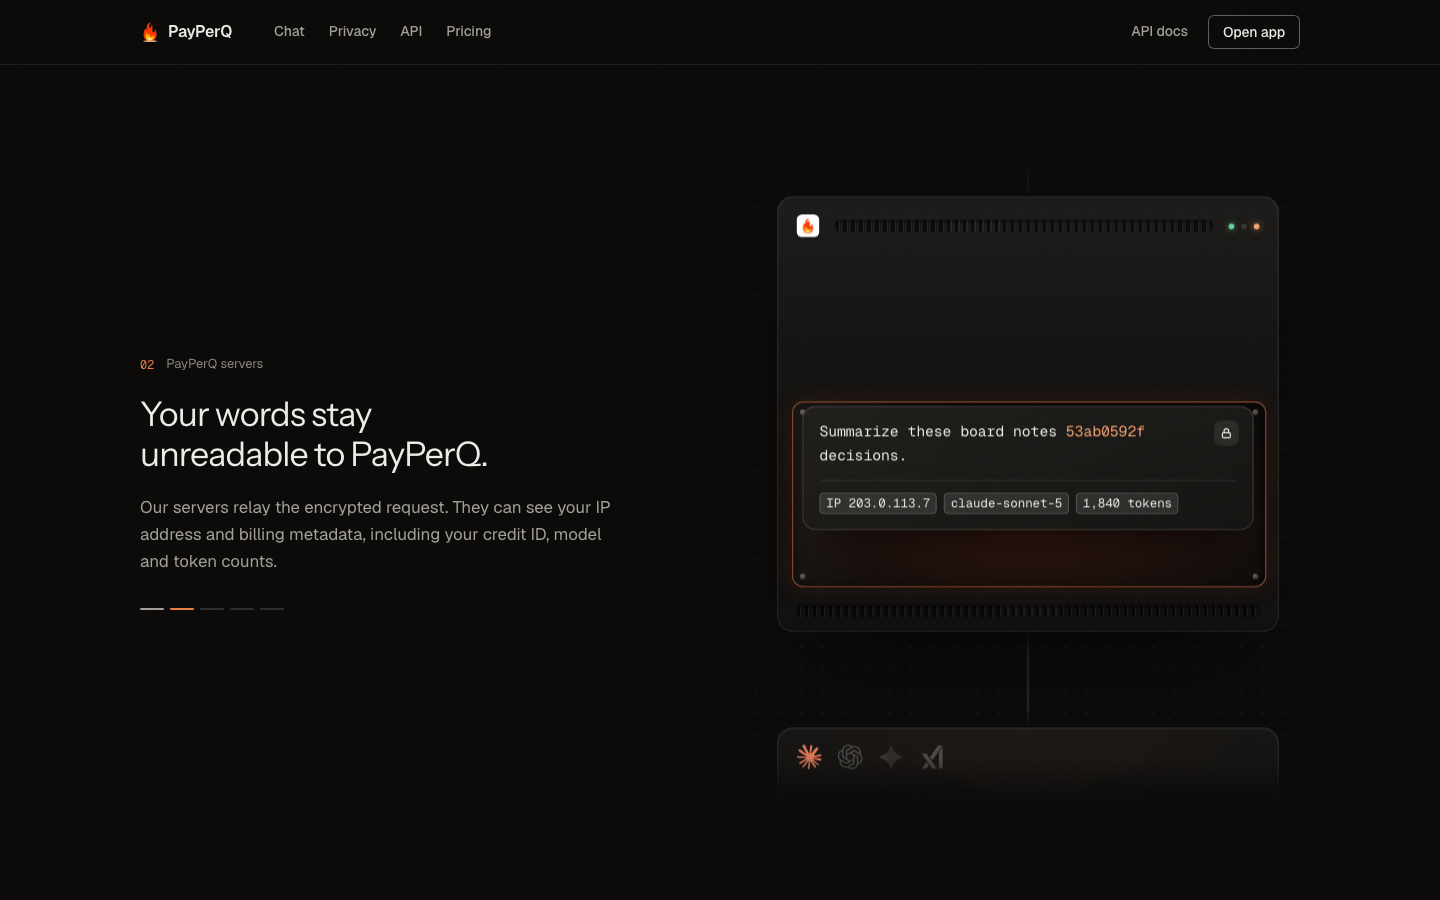 PayPerQ
Chat
Privacy
API
Pricing
API docs
Open app
02 PayPerQ servers
Your words stay
unreadable to PayPerQ.
Our servers relay the encrypted request. They can see your IP
address and billing metadata, including your credit ID, model
and token counts.
Summarize these board notes 53ab0592f
decisions.
IP 203.0.113.7
claude-sonnet-5
1,840 tokens